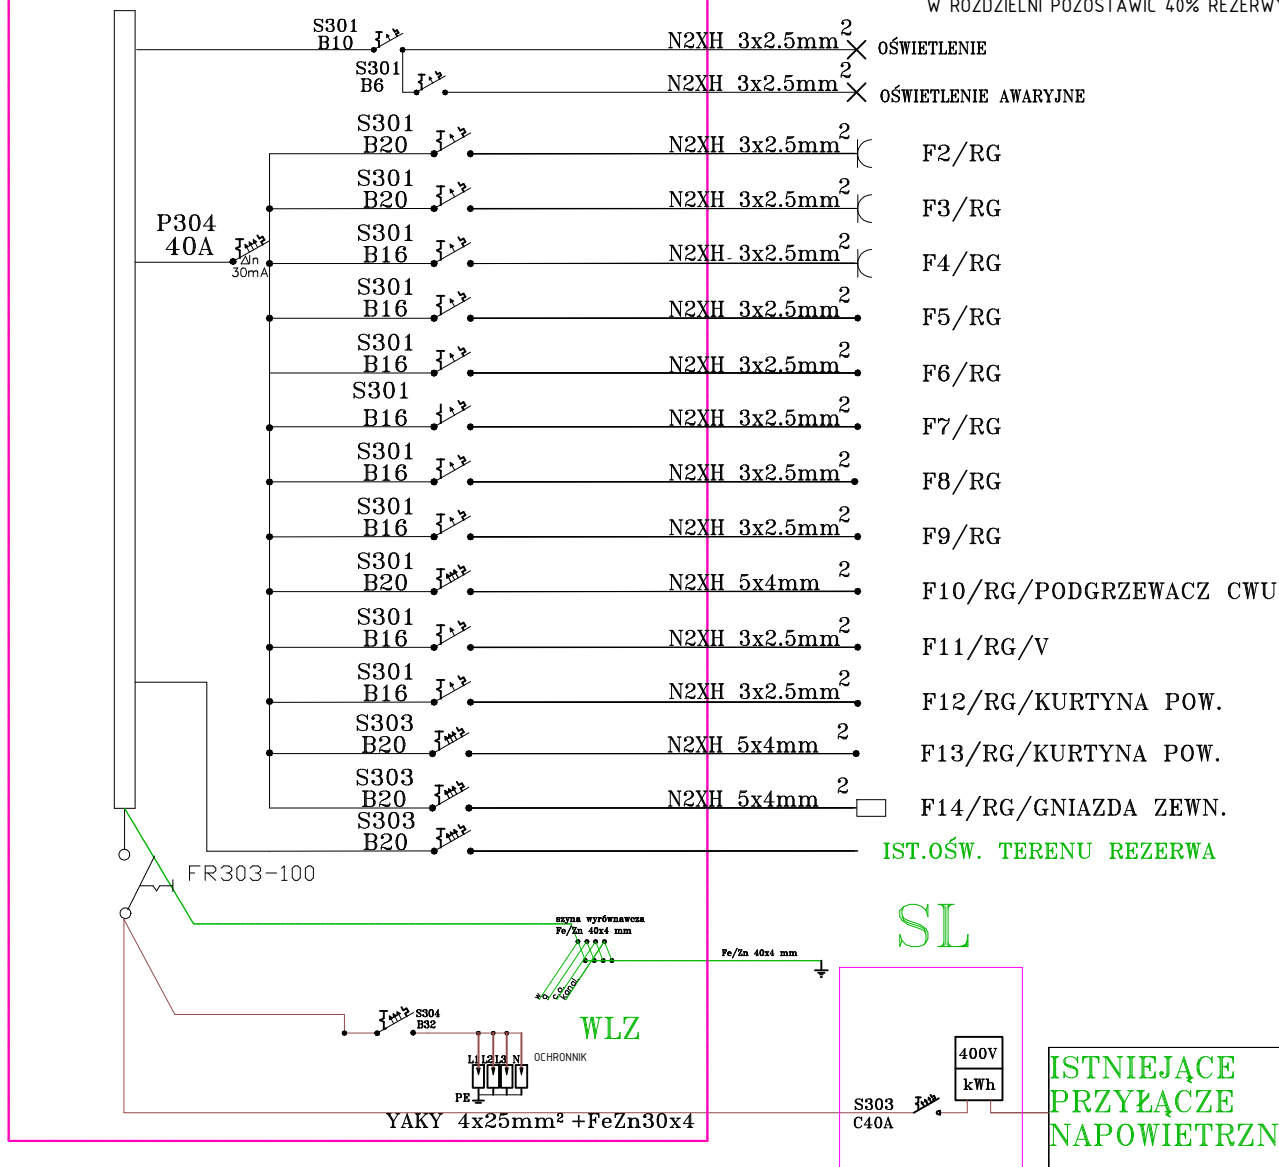 W ROZDZIELNI POZOSTAWIĆ 40% REZERWY
S301
B10
N2XH 3x2.5mm²
OŚWIETLENIE
S301
B6
N2XH 3x2.5mm²
OŚWIETLENIE AWARYJNE
S301
B20
N2XH 3x2.5mm²
F2/RG
S301
B20
N2XH 3x2.5mm²
F3/RG
P304
40A
ΔIn
30mA
S301
B16
N2XH 3x2.5mm²
F4/RG
S301
B16
N2XH 3x2.5mm²
F5/RG
S301
B16
N2XH 3x2.5mm²
F6/RG
S301
B16
N2XH 3x2.5mm²
F7/RG
S301
B16
N2XH 3x2.5mm²
F8/RG
S301
B16
N2XH 3x2.5mm²
F9/RG
S301
B20
N2XH 5x4mm ²
F10/RG/PODGRZEWACZ CWU
S301
B16
N2XH 3x2.5mm²
F11/RG/V
S301
B16
N2XH 3x2.5mm²
F12/RG/KURTYNA POW.
S303
B20
N2XH 5x4mm ²
F13/RG/KURTYNA POW.
S303
B20
N2XH 5x4mm ²
F14/RG/GNIAZDA ZEWN.
S303
B20
IST.OŚW. TERENU REZERWA
FR303-100
SL
szyna wyrównawcza
Fe/Zn 40x4 mm
Fe/Zn 40x4 mm
c.o.
kanal.
WLZ
S304
B32
L1 L2 L3 N
OCHRONNIK
PE
YAKY 4x25mm² +FeZn30x4
400V
kWh
S303
C40A
ISTNIEJĄCE
PRZYŁĄCZE
NAPOWIETRZN